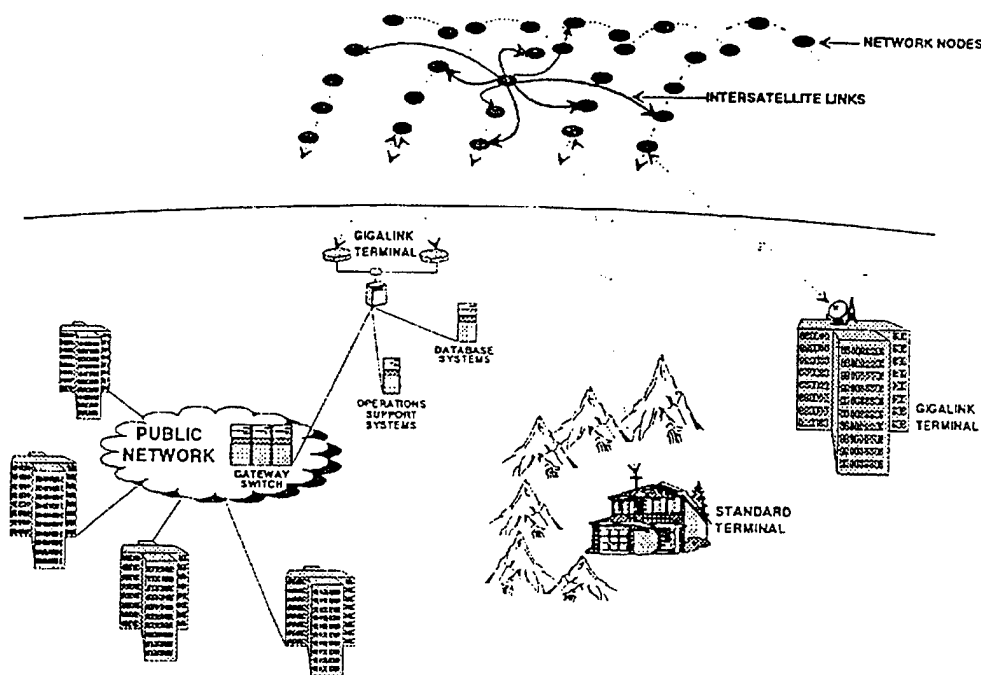 NETWORK NODES
INTERSATELLITE LINKS
GIGALINK
TERMINAL
DATABASE
SYSTEMS
OPERATIONS
SUPPORT
SYSTEMS
PUBLIC
NETWORK
GATEWAY
SWITCH
GIGALINK
TERMINAL
STANDARD
TERMINAL